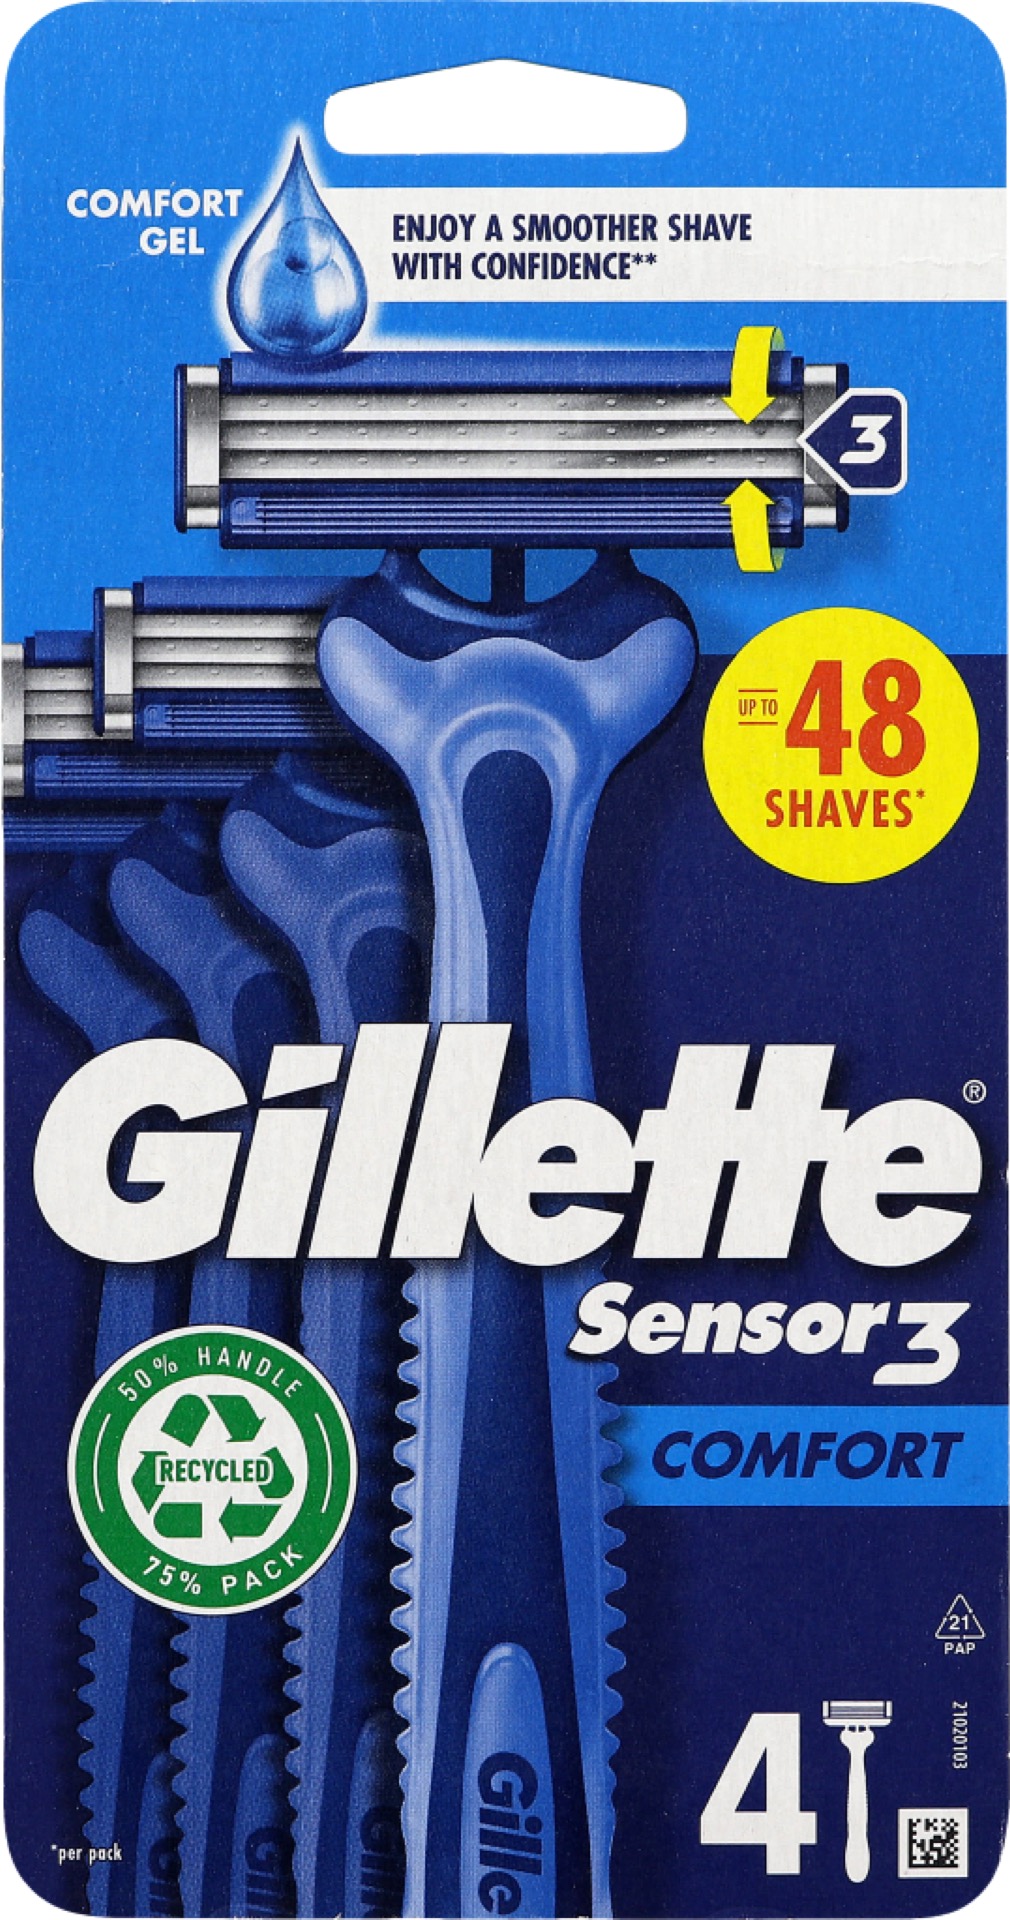 COMFORT
GEL
ENJOY A SMOOTHER SHAVE
WITH CONFIDENCE**
3
UP TO 48
SHAVES*
Gillette®
Sensor3
COMFORT
50% HANDLE
RECYCLED
75% PACK
21
PAP
21020103
4
*per pack
Gille